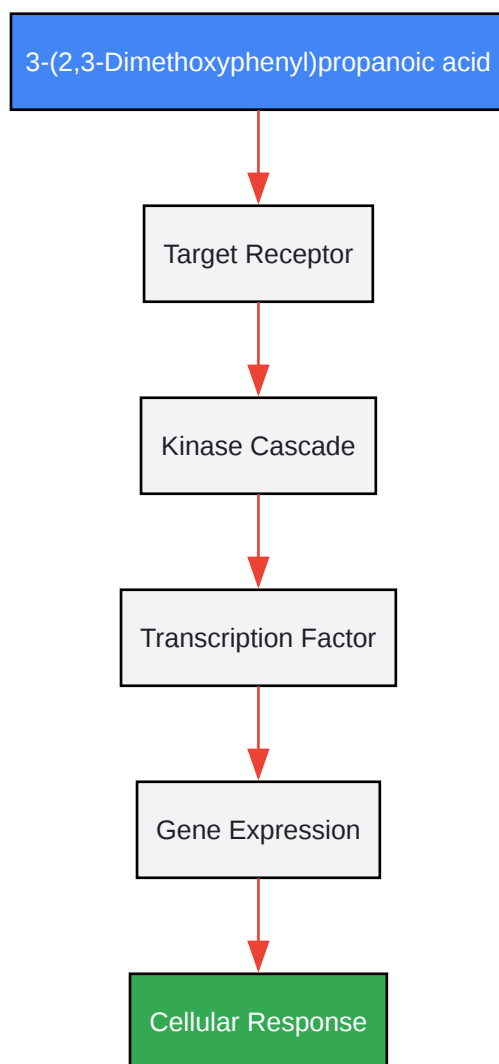 3-(2,3-Dimethoxyphenyl)propanoic acid
Target Receptor
Kinase Cascade
Transcription Factor
Gene Expression
Cellular Response